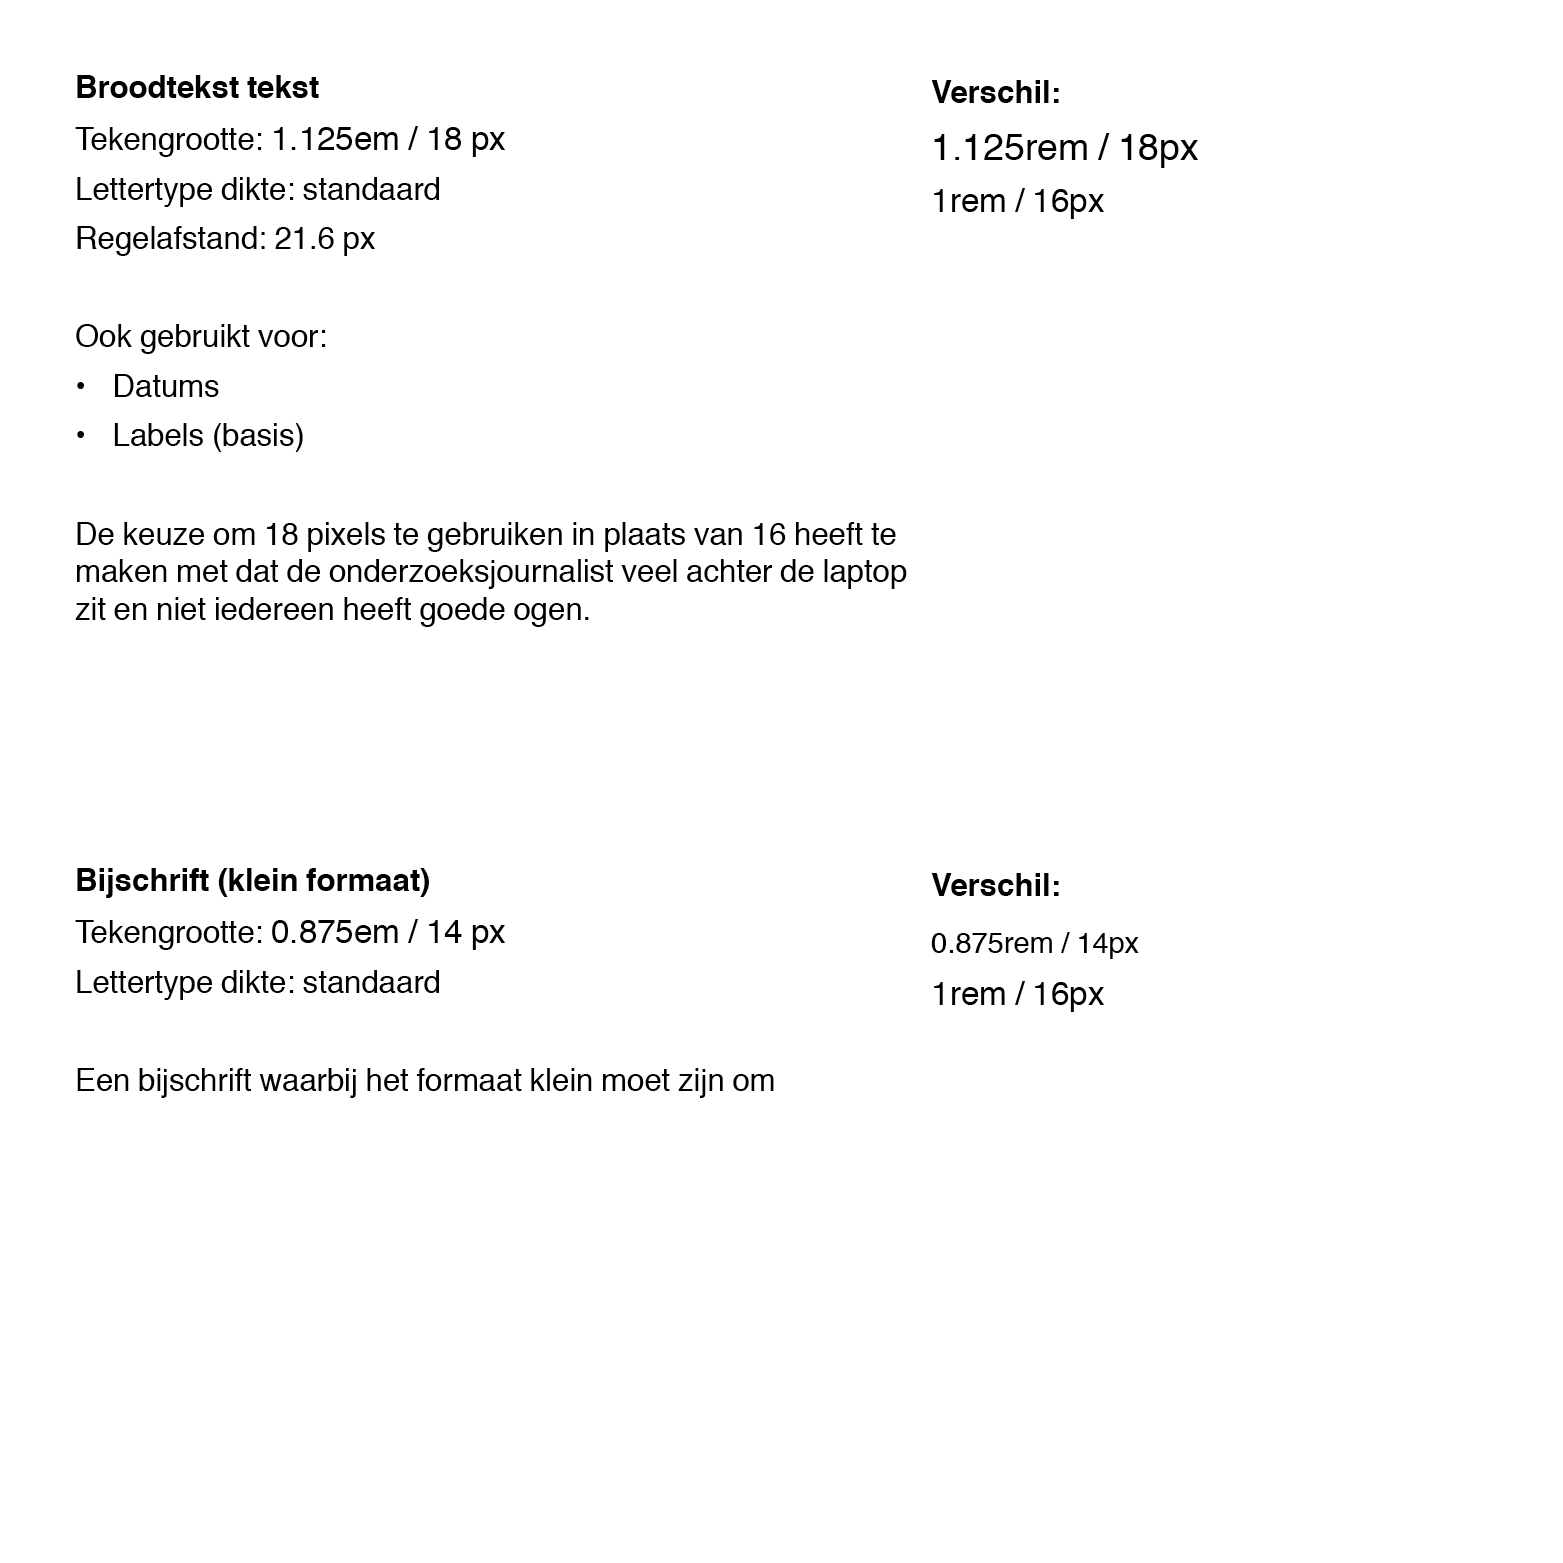 Broodtekst tekst
Tekengrootte: 1.125em / 18 px
Lettertype dikte: standaard
Regelafstand: 21.6 px
Ook gebruikt voor:
• Datums
• Labels (basis)
De keuze om 18 pixels te gebruiken in plaats van 16 heeft te
maken met dat de onderzoeksjournalist veel achter de laptop
zit en niet iedereen heeft goede ogen.
Verschil:
1.125rem / 18px
1rem / 16px
Bijschrift (klein formaat)
Tekengrootte: 0.875em / 14 px
Lettertype dikte: standaard
Een bijschrift waarbij het formaat klein moet zijn om
Verschil:
0.875rem / 14px
1rem / 16px